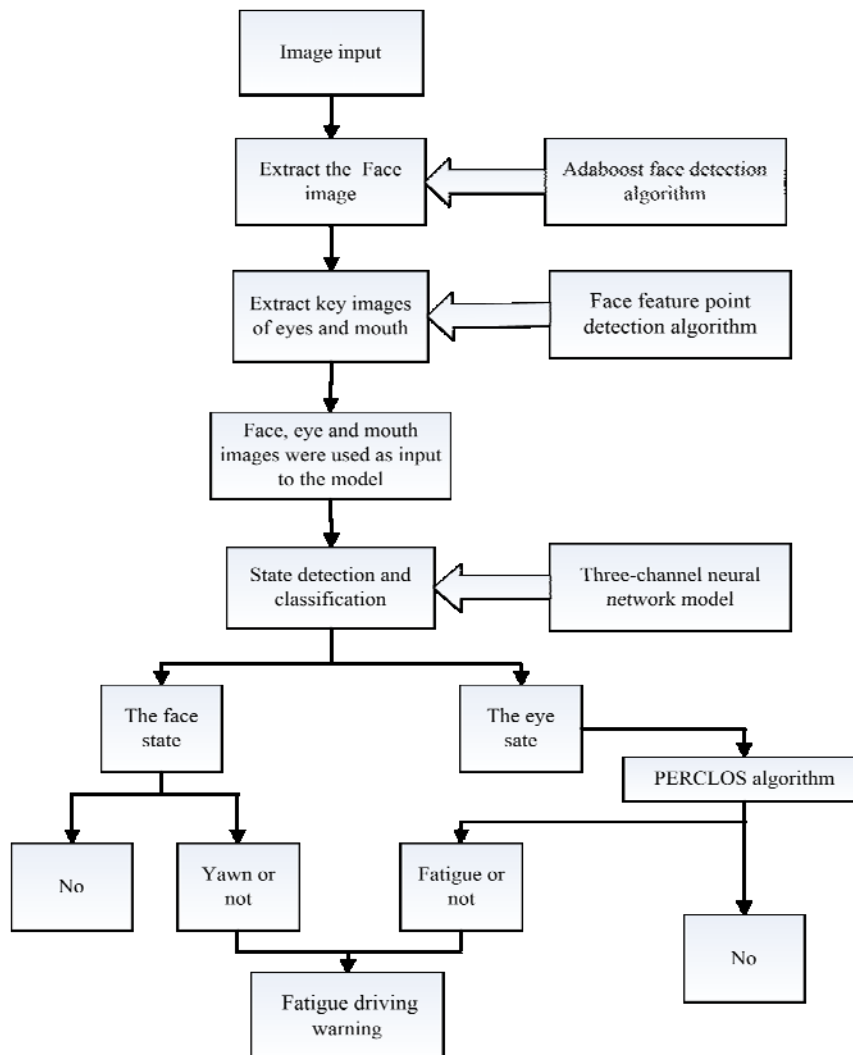 Image input
Extract the Face
image
Adaboost face detection
algorithm
Extract key images
of eyes and mouth
Face feature point
detection algorithm
Face, eye and mouth
images were used as input
to the model
State detection and
classification
Three-channel neural
network model
The face
state
The eye
sate
PERCLOS algorithm
No
Yawn or
not
Fatigue or
not
No
Fatigue driving
warning